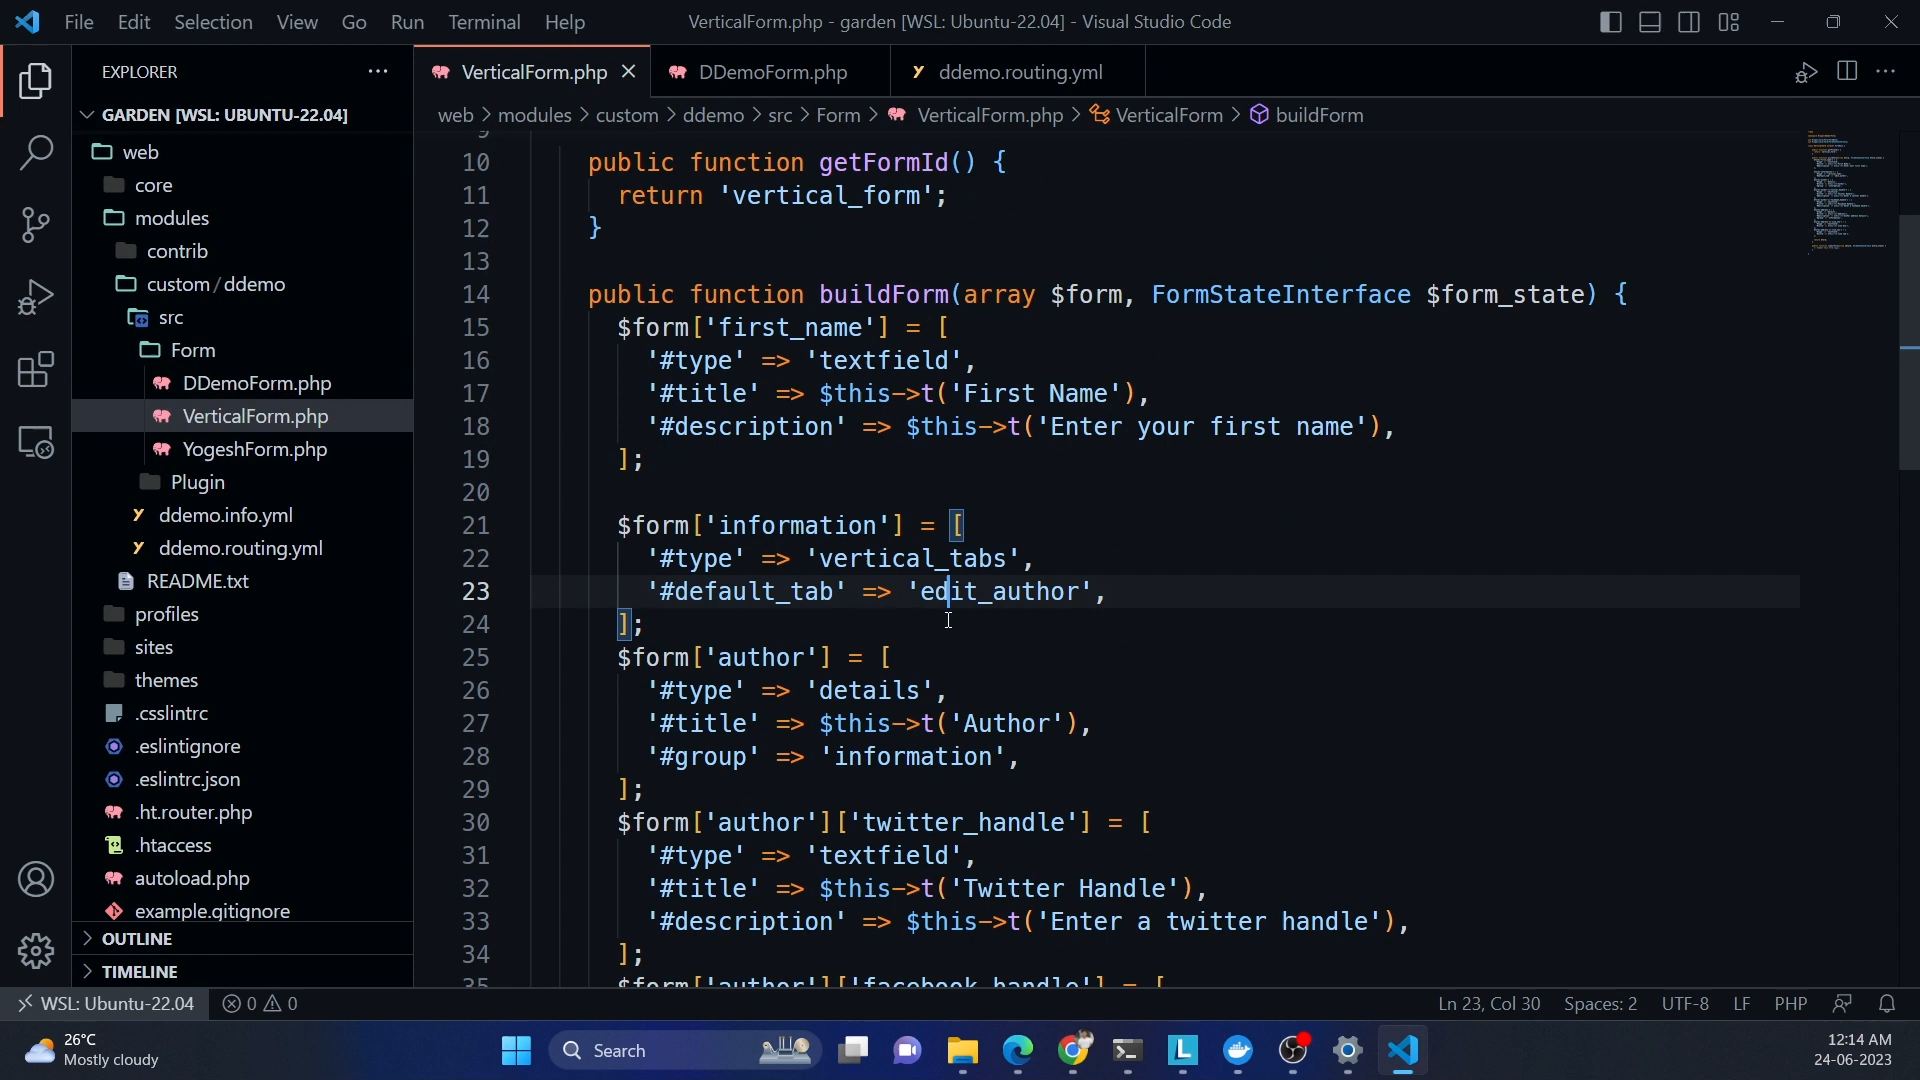 File Edit Selection View Go Run Terminal Help
VerticalForm.php - garden [WSL: Ubuntu-22.04] - Visual Studio Code
EXPLORER
GARDEN [WSL: UBUNTU-22.04]
web
core
modules
contrib
custom / ddemo
src
Form
DDemoForm.php
VerticalForm.php
YogeshForm.php
Plugin
ddemo.info.yml
ddemo.routing.yml
README.txt
profiles
sites
themes
.csslintrc
.eslintignore
.eslintrc.json
.ht.router.php
.htaccess
autoload.php
example.gitignore
OUTLINE
TIMELINE
VerticalForm.php DDemoForm.php ddemo.routing.yml
web > modules > custom > ddemo > src > Form > VerticalForm.php > VerticalForm > buildForm
9
10 public function getFormId() {
11 return 'vertical_form';
12 }
13
14 public function buildForm(array $form, FormStateInterface $form_state) {
15 $form['first_name'] = [
16 '#type' => 'textfield',
17 '#title' => $this->t('First Name'),
18 '#description' => $this->t('Enter your first name'),
19 ];
20
21 $form['information'] = [
22 '#type' => 'vertical_tabs',
23 '#default_tab' => 'edit_author',
24 ];
25 $form['author'] = [
26 '#type' => 'details',
27 '#title' => $this->t('Author'),
28 '#group' => 'information',
29 ];
30 $form['author']['twitter_handle'] = [
31 '#type' => 'textfield',
32 '#title' => $this->t('Twitter Handle'),
33 '#description' => $this->t('Enter a twitter handle'),
34 ];
35 $form['author']['facebook_handle'] = [
WSL: Ubuntu-22.04 0 0 Ln 23, Col 30 Spaces: 2 UTF-8 LF PHP
26°C
Mostly cloudy
Search
12:14 AM
24-06-2023